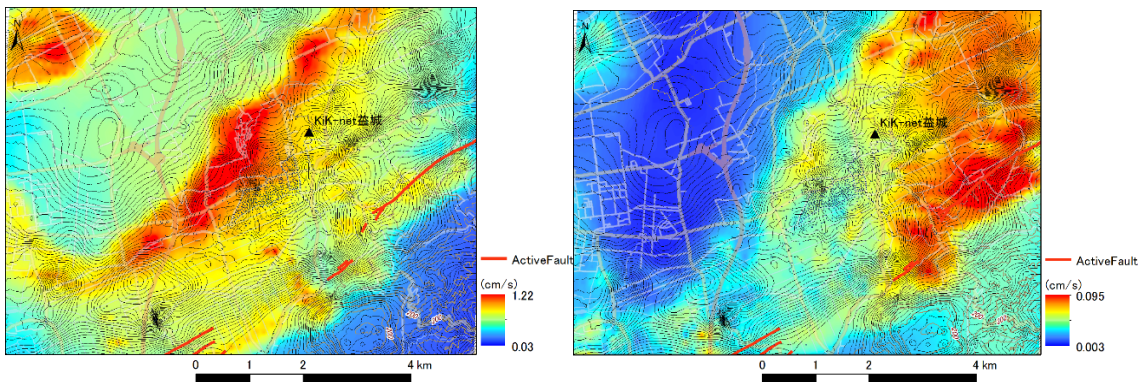 N
KiK-net益城
ActiveFault
(cm/s)
1.22
0.03
0 1 2 4 km
N
KiK-net益城
ActiveFault
(cm/s)
0.095
0.003
0 1 2 4 km